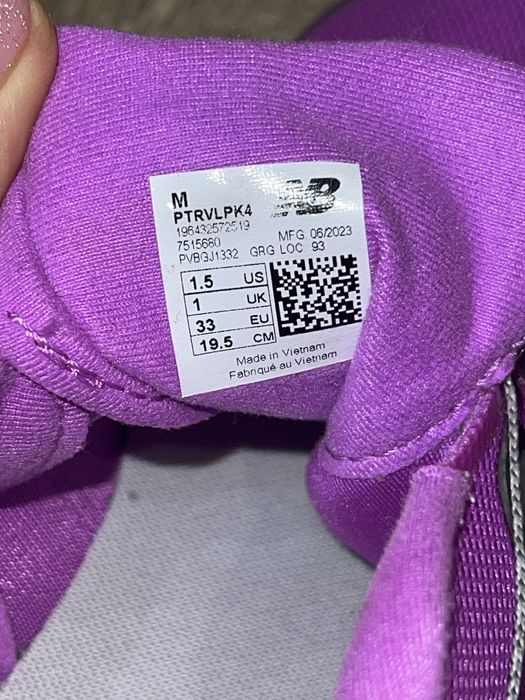 M
NB
PTRVLPK4
196432572519
7515680 MFG 06/2023
PVBGJ1332 GRG LOC 93
1.5 US
1 UK
33 EU
19.5 CM
Made in Vietnam
Fabriqué au Vietnam